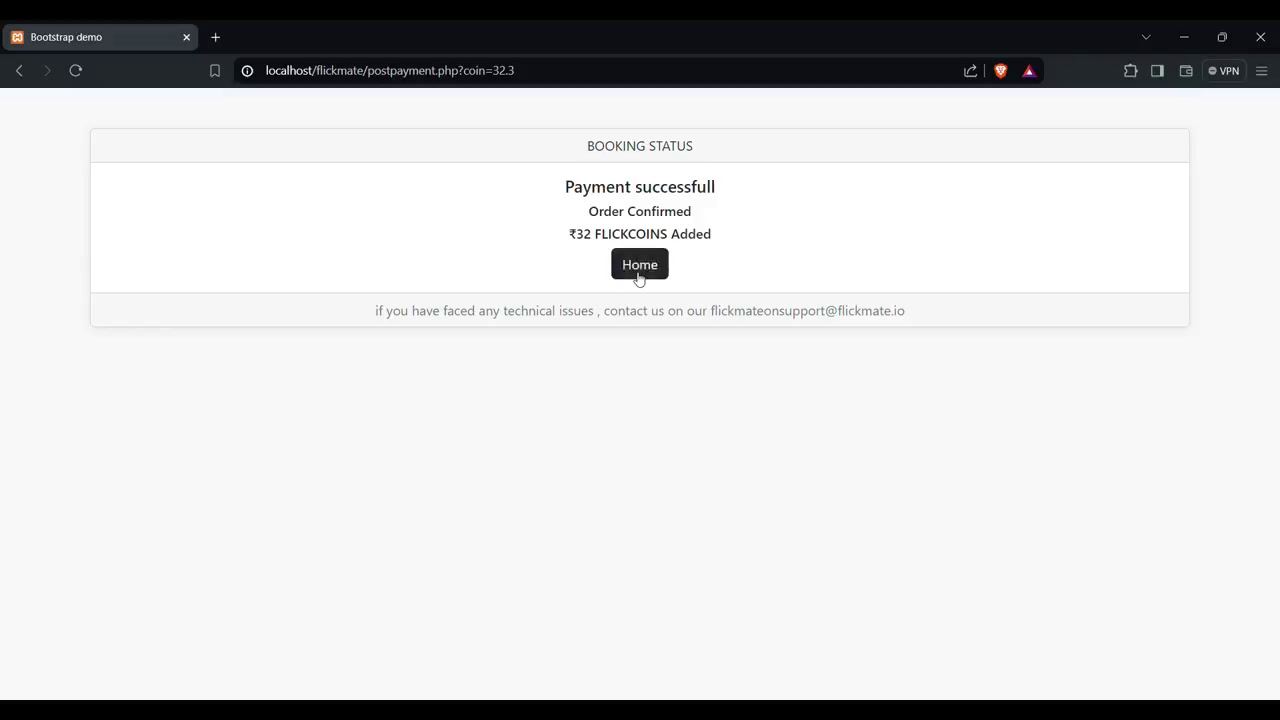 Bootstrap demo
localhost/flickmate/postpayment.php?coin=32.3
VPN
BOOKING STATUS
Payment successfull
Order Confirmed
₹32 FLICKCOINS Added
Home
if you have faced any technical issues , contact us on our flickmateonsupport@flickmate.io